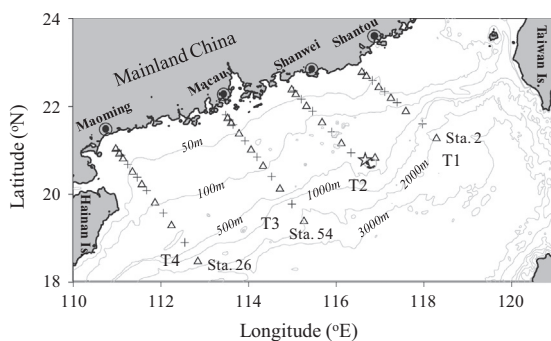 24
22
20
18
Latitude (°N)
110
112
114
116
118
120
Longitude (°E)
Mainland China
Maoming
Macau
Shanwei
Shantou
Taiwan Is.
Hainan Is.
50m
100m
500m
1000m
2000m
3000m
Sta. 2
T1
T2
T3
Sta. 54
T4
Sta. 26